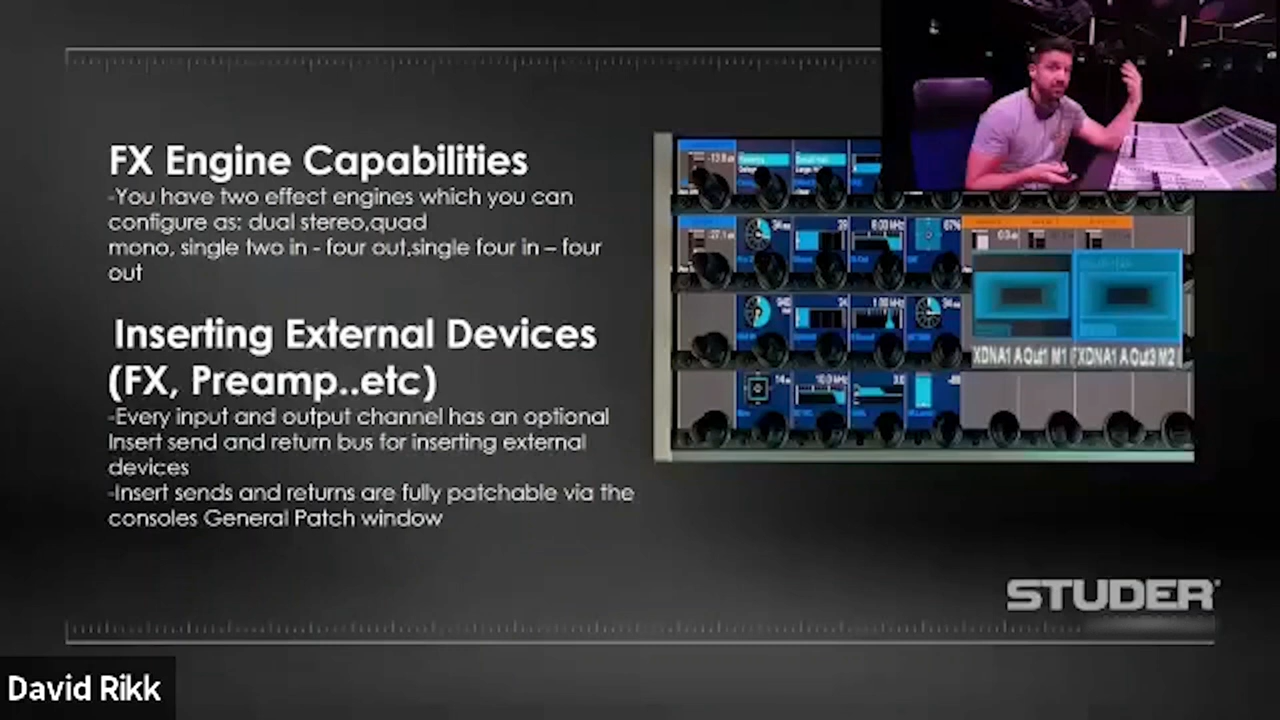 FX Engine Capabilities
-You have two effect engines which you can
configure as: dual stereo,quad
mono, single two in - four out,single four in – four
out
Inserting External Devices
(FX, Preamp..etc)
-Every input and output channel has an optional
Insert send and return bus for inserting external
devices
-Insert sends and returns are fully patchable via the
consoles General Patch window
XDNA1 A Out1 M1
FXDNA1 A Out3 M2
STUDER
David Rikk